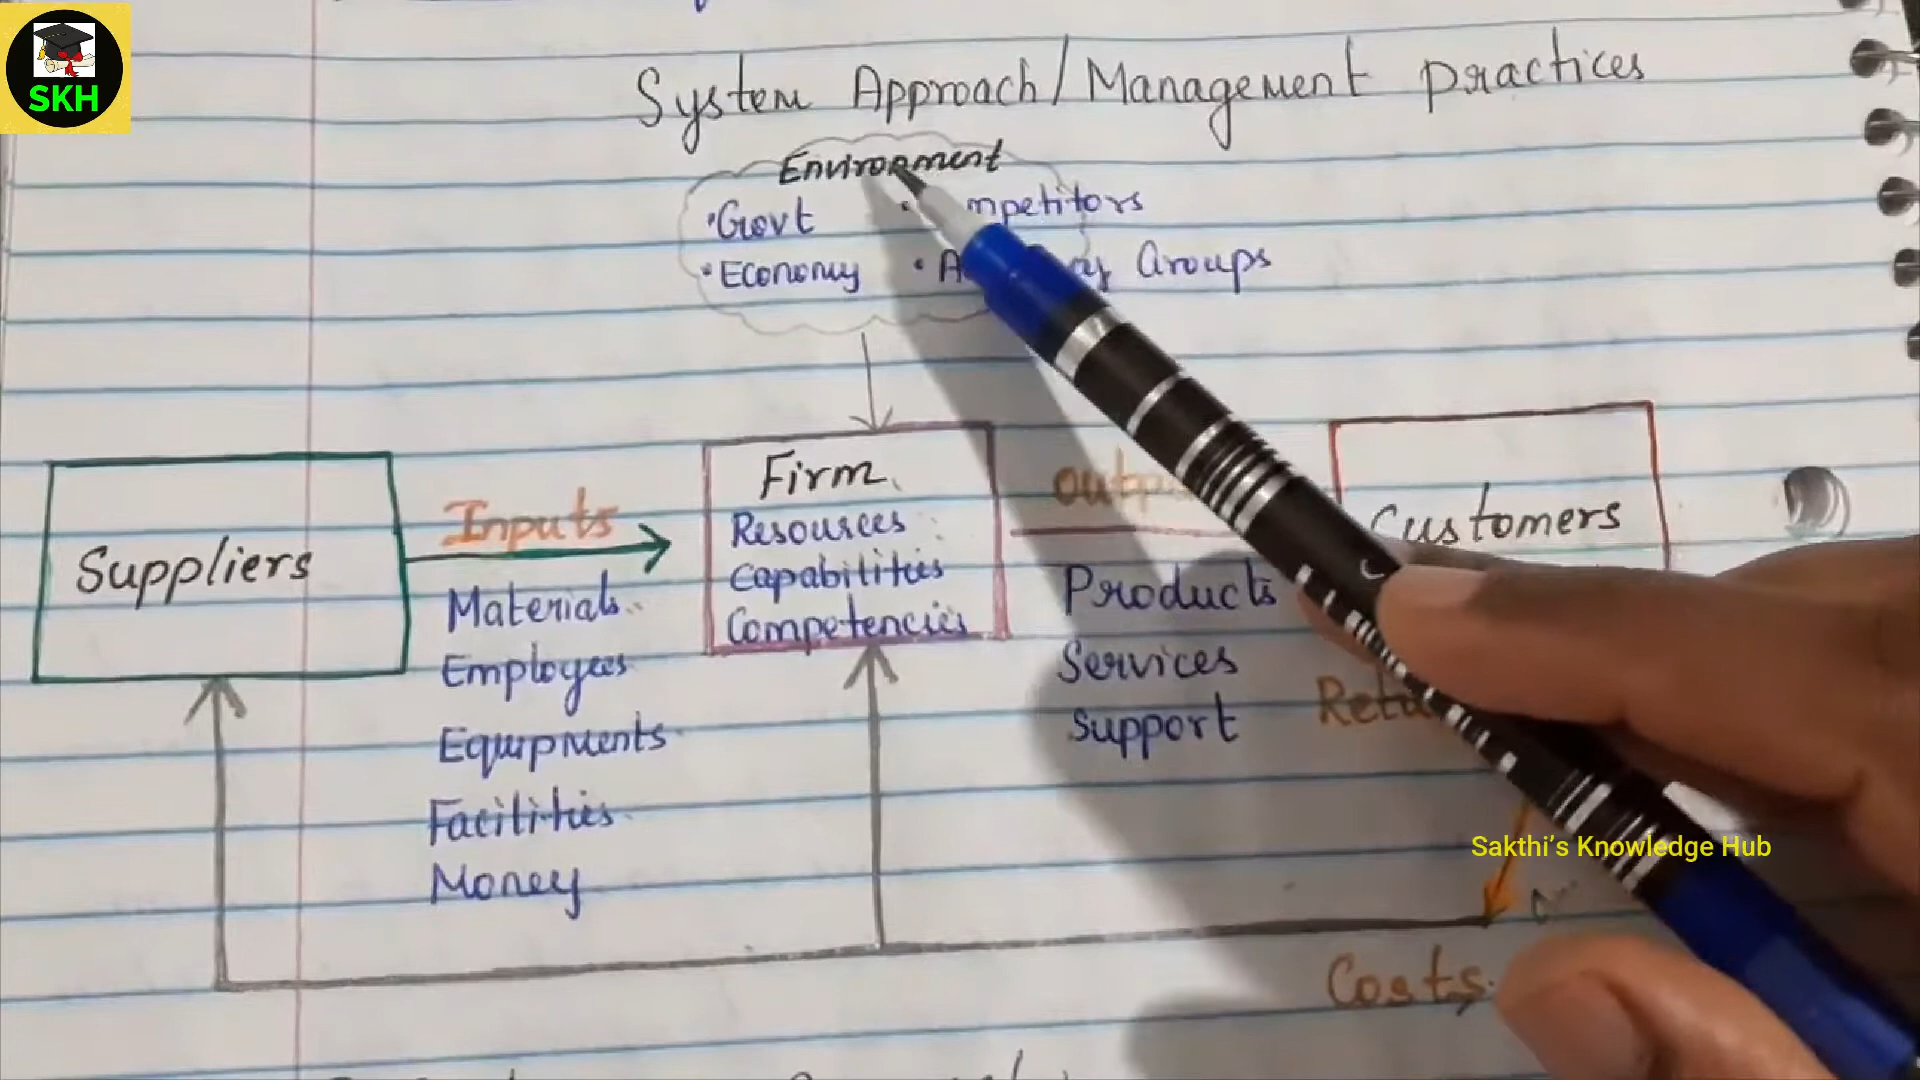 SKH
System Approach/Management practices
Environment
•Govt
•Economy
Groups
Suppliers
Inputs
Materials
Employees
Equipments
Facilities
Money
Firm
Resources
Capabilities
Competencies
Products
Services
Support
Customers
Costs
Sakthi's Knowledge Hub